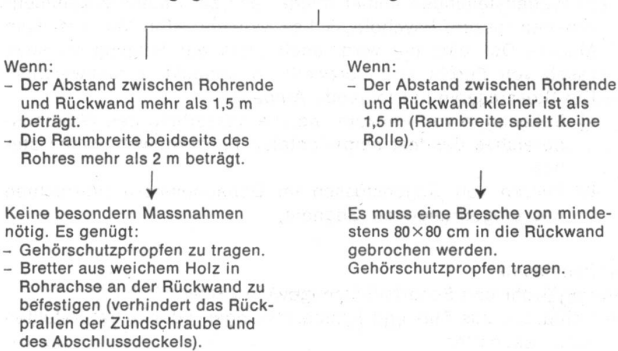 Wenn:
– Der Abstand zwischen Rohrende
und Rückwand mehr als 1,5 m
beträgt.
– Die Raumbreite beidseits des
Rohres mehr als 2 m beträgt.
Keine besondern Massnahmen
nötig. Es genügt:
– Gehörschutzpfropfen zu tragen.
– Bretter aus weichem Holz in
Rohrachse an der Rückwand zu
befestigen (verhindert das Rück-
prallen der Zündschraube und
des Abschlussdeckels).
Wenn:
– Der Abstand zwischen Rohrende
und Rückwand kleiner ist als
1,5 m (Raumbreite spielt keine
Rolle).
Es muss eine Bresche von minde-
stens 80×80 cm in die Rückwand
gebrochen werden.
Gehörschutzpropfen tragen.